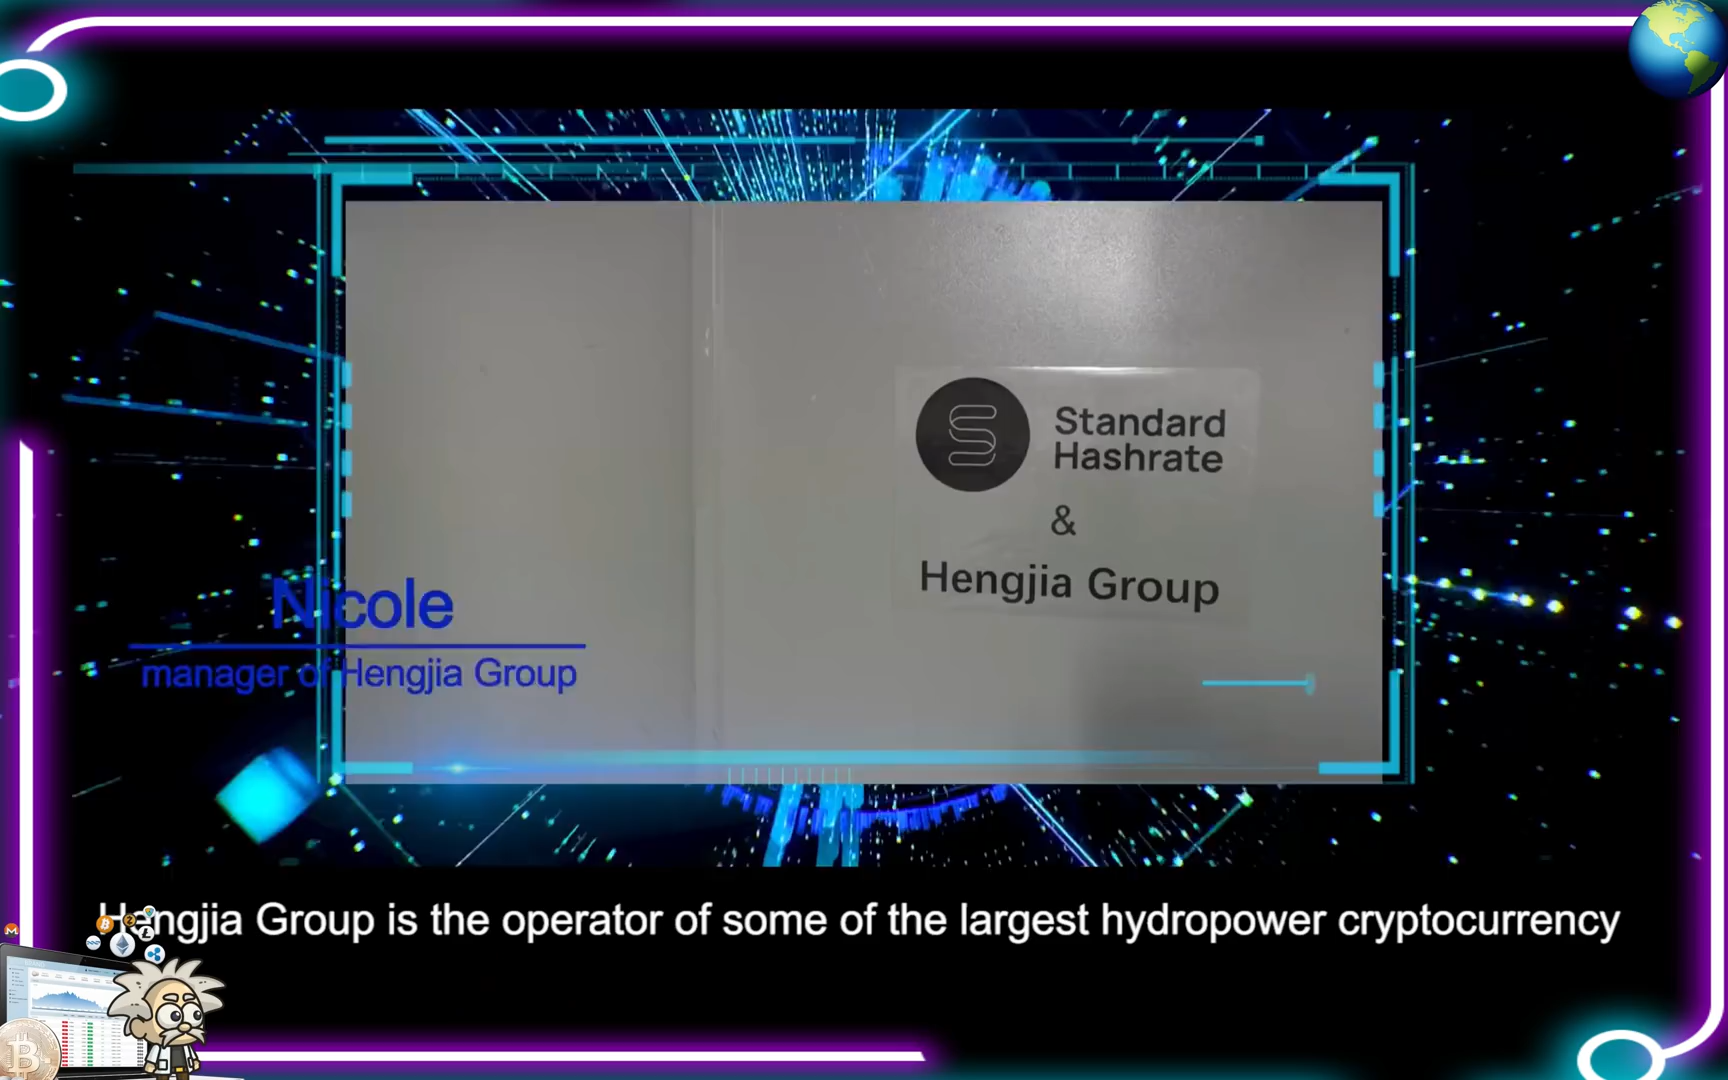 Standard
Hashrate
&
Hengjia Group
Nicole
manager of Hengjia Group
Hengjia Group is the operator of some of the largest hydropower cryptocurrency